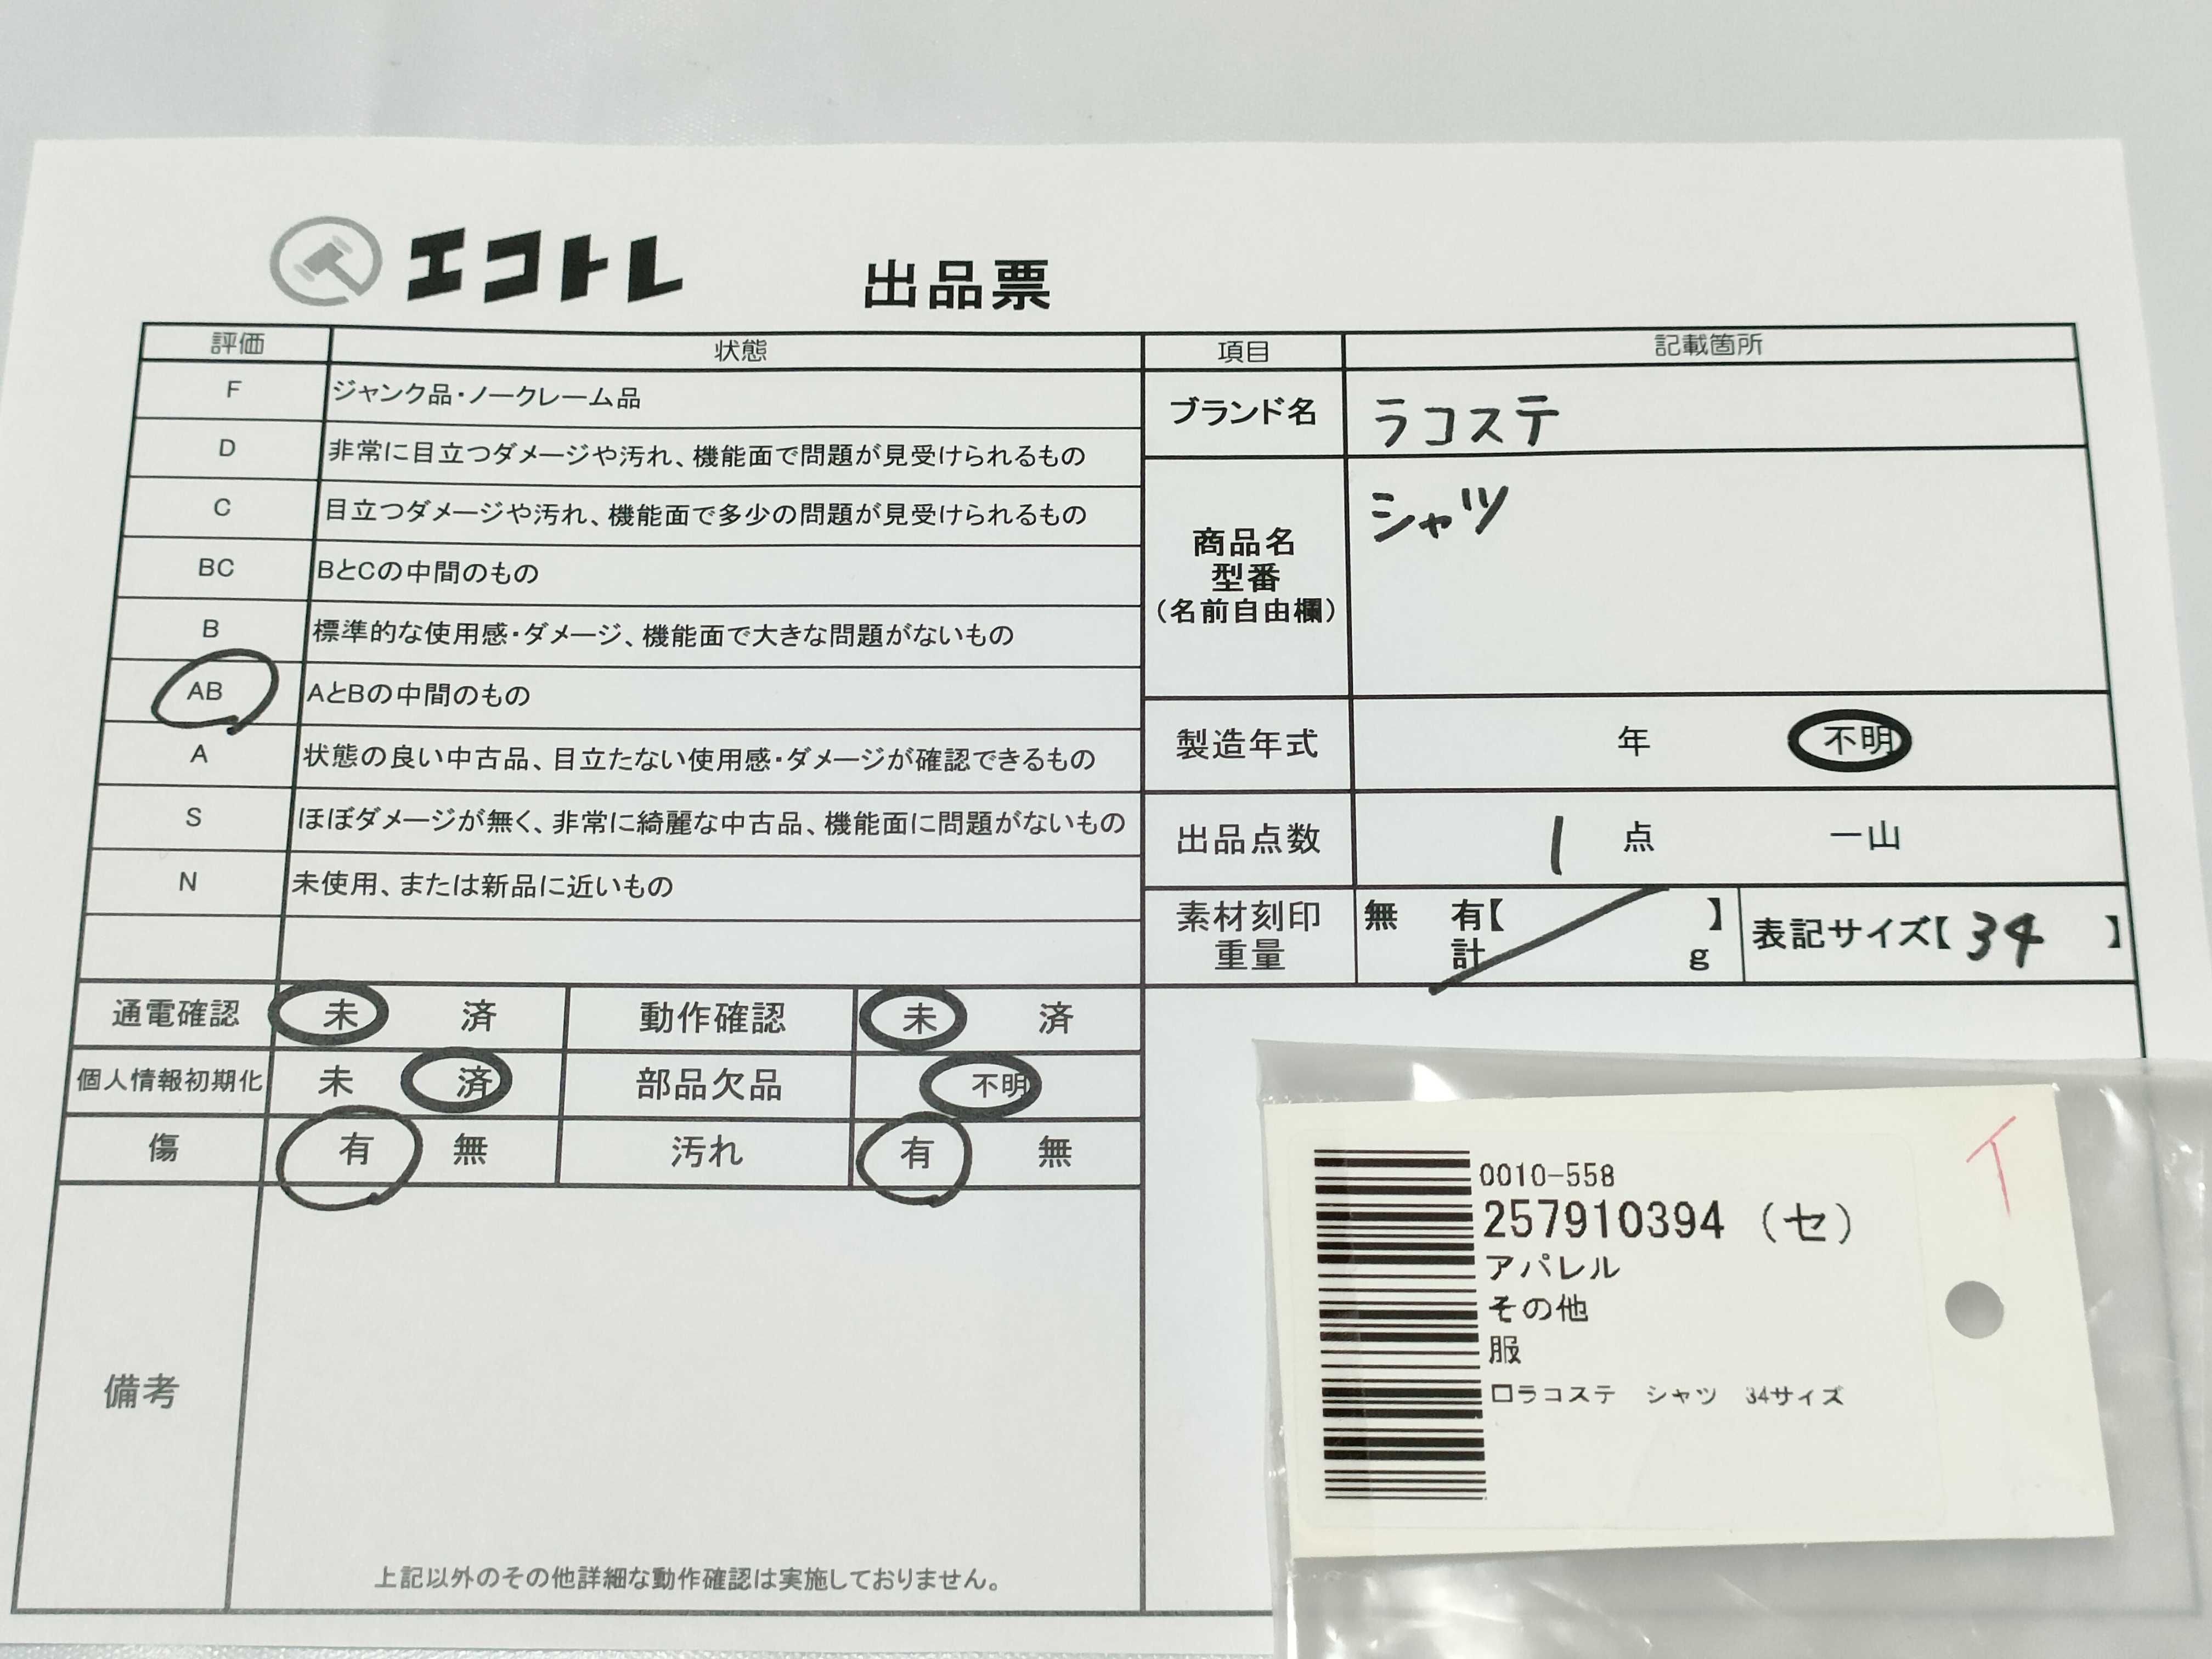 エコトレ 出品票
評価 状態 項目 記載箇所
F ジャンク品・ノークレーム品
D 非常に目立つダメージや汚れ、機能面で問題が見受けられるもの
C 目立つダメージや汚れ、機能面で多少の問題が見受けられるもの
BC BとCの中間のもの
B 標準的な使用感・ダメージ、機能面で大きな問題がないもの
AB AとBの中間のもの
A 状態の良い中古品、目立たない使用感・ダメージが確認できるもの
S ほぼダメージが無く、非常に綺麗な中古品、機能面に問題がないもの
N 未使用、または新品に近いもの
ブランド名 ラコステ
商品名
型番
(名前自由欄)
シャツ
製造年式 年 不明
出品点数 1 点 一山
素材刻印
重量
無 有【 】
計 g
表記サイズ【34 】
通電確認 未 済 動作確認 未 済
個人情報初期化 未 済 部品欠品 不明
傷 有 無 汚れ 有 無
備考
上記以外のその他詳細な動作確認は実施しておりません。
0010-558
257910394 (セ)
アパレル
その他
服
口ラコステ シャツ 34サイズ